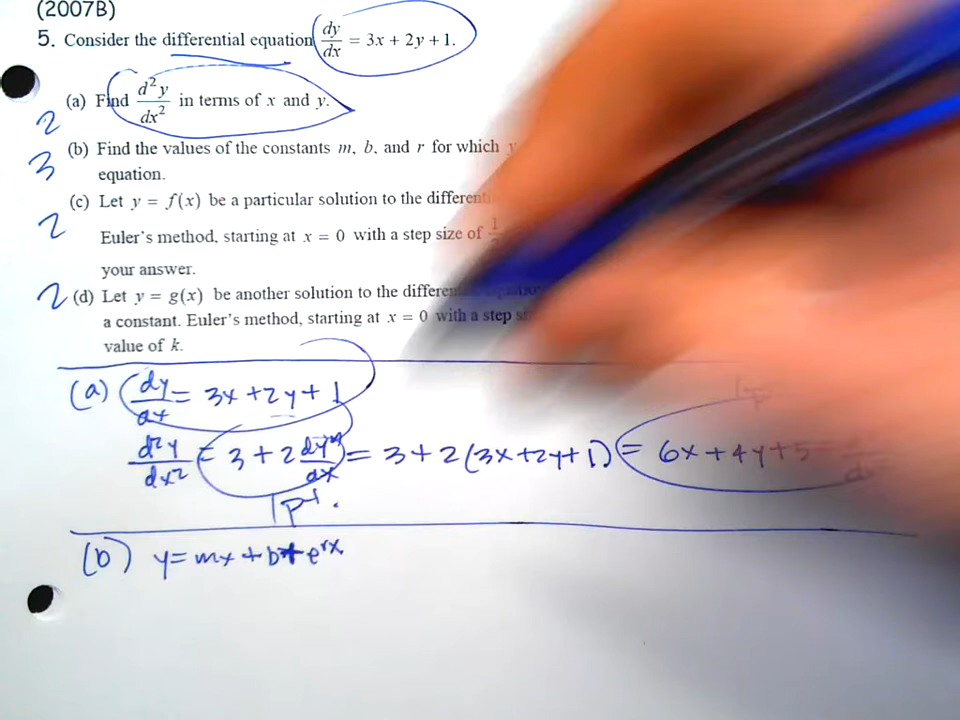 (2007B)
5. Consider the differential equation dy/dx = 3x + 2y + 1.
2 (a) Find d²y/dx² in terms of x and y.
3 (b) Find the values of the constants m, b, and r for which
equation.
2 (c) Let y = f(x) be a particular solution to the
Euler's method, starting at x = 0 with a step size of
your answer.
2 (d) Let y = g(x) be another solution to the
a constant. Euler's method, starting at x = 0 with a step
value of k.
(a) dy/dx = 3x + 2y + 1
d²y/dx² = 3 + 2 dy/dx = 3 + 2(3x + 2y + 1) = 6x + 4y + 5
1 pt.
(b) y = mx + b + e^rx